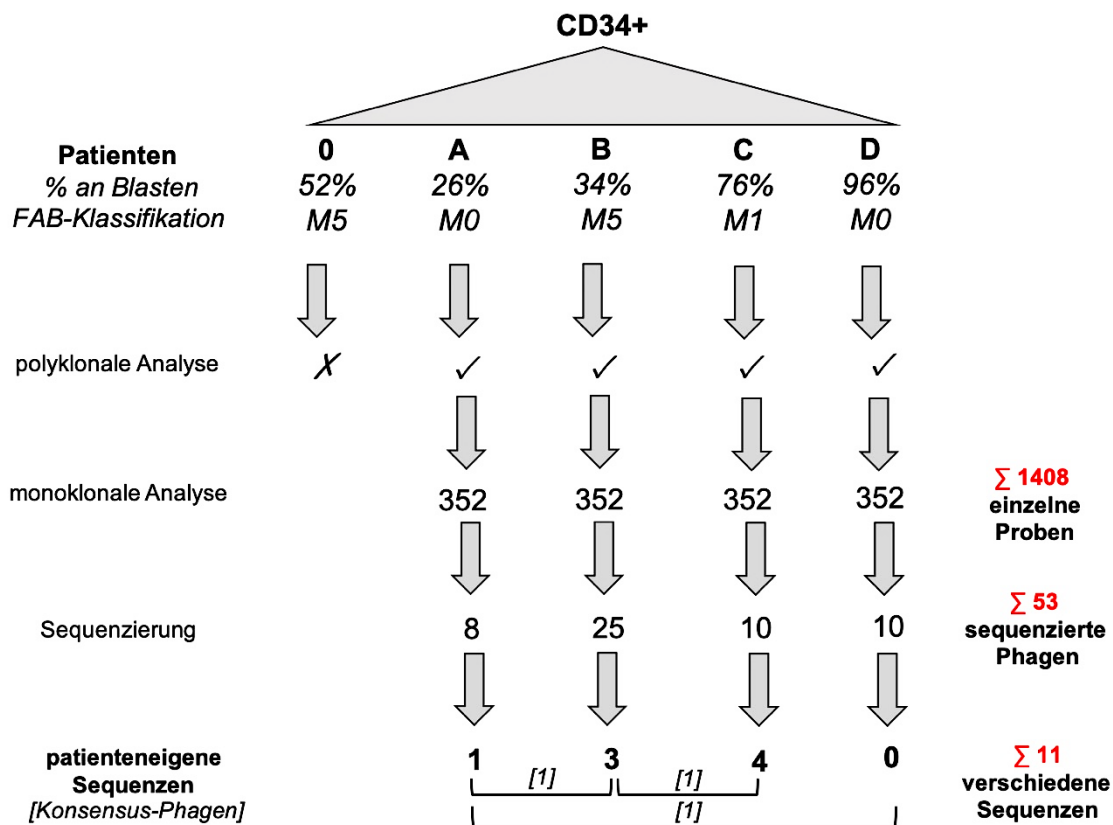 CD34+
Patienten 0 A B C D
% an Blasten 52% 26% 34% 76% 96%
FAB-Klassifikation M5 M0 M5 M1 M0
polyklonale Analyse ✗ ✓ ✓ ✓ ✓
monoklonale Analyse 352 352 352 352
∑ 1408
einzelne
Proben
Sequenzierung 8 25 10 10
∑ 53
sequenzierte
Phagen
patienteneigene
Sequenzen
[Konsensus-Phagen]
1 3 4 0
[1] [1]
[1]
∑ 11
verschiedene
Sequenzen